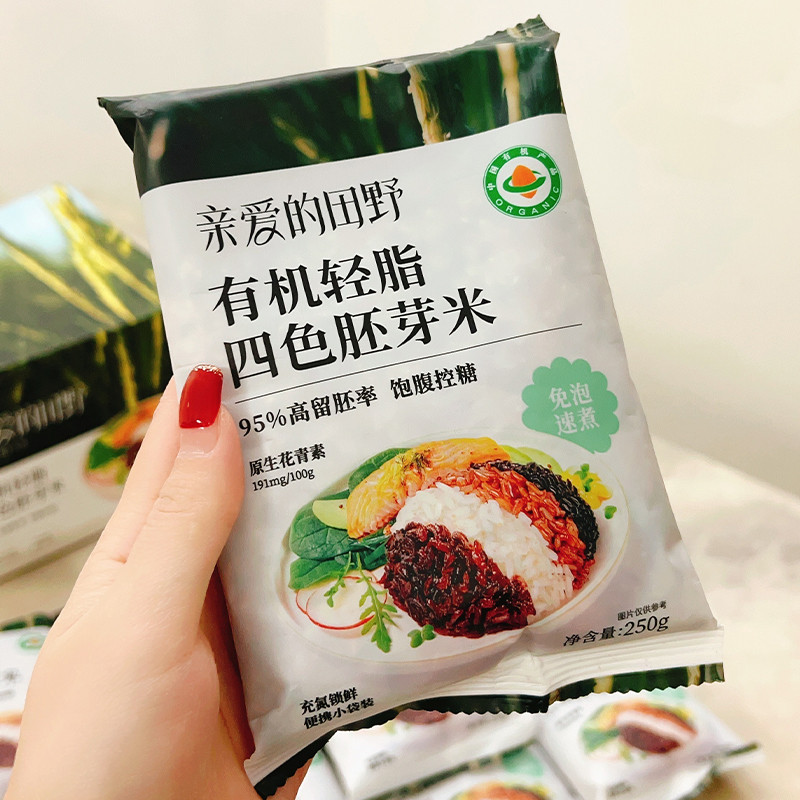 亲爱的田野
中国有机产品
ORGANIC
有机轻脂
四色胚芽米
95%高留胚率 饱腹控糖
免泡
速煮
原生花青素
191mg/100g
图片仅供参考
净含量:250g
充氮锁鲜
便携小袋装